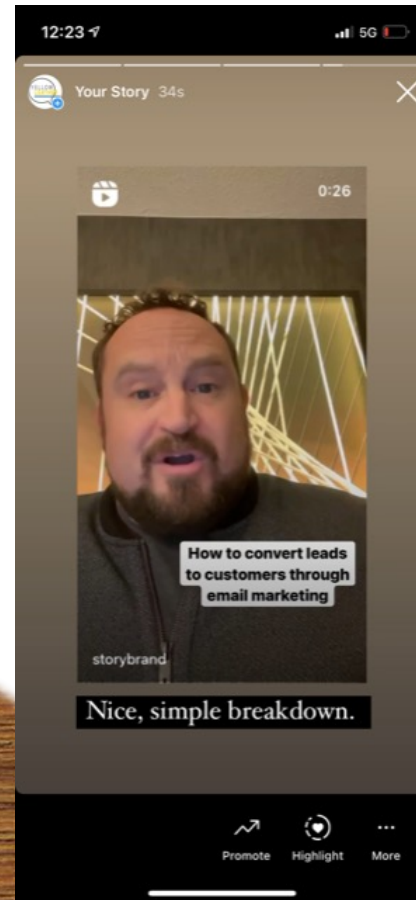 12:23
5G
Your Story 34s
0:26
How to convert leads
to customers through
email marketing
storybrand
Nice, simple breakdown.
Promote Highlight More